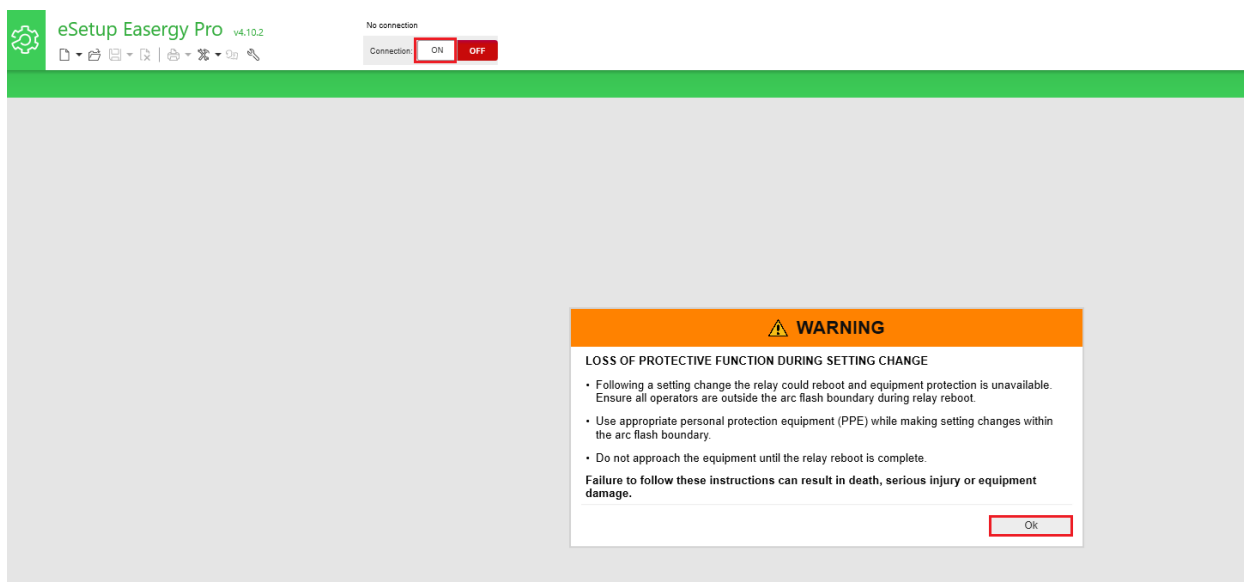 No connection
eSetup Easergy Pro v4.10.2
Connection: ON OFF
WARNING
LOSS OF PROTECTIVE FUNCTION DURING SETTING CHANGE
• Following a setting change the relay could reboot and equipment protection is unavailable.
Ensure all operators are outside the arc flash boundary during relay reboot.
• Use appropriate personal protection equipment (PPE) while making setting changes within
the arc flash boundary.
• Do not approach the equipment until the relay reboot is complete.
Failure to follow these instructions can result in death, serious injury or equipment
damage.
Ok